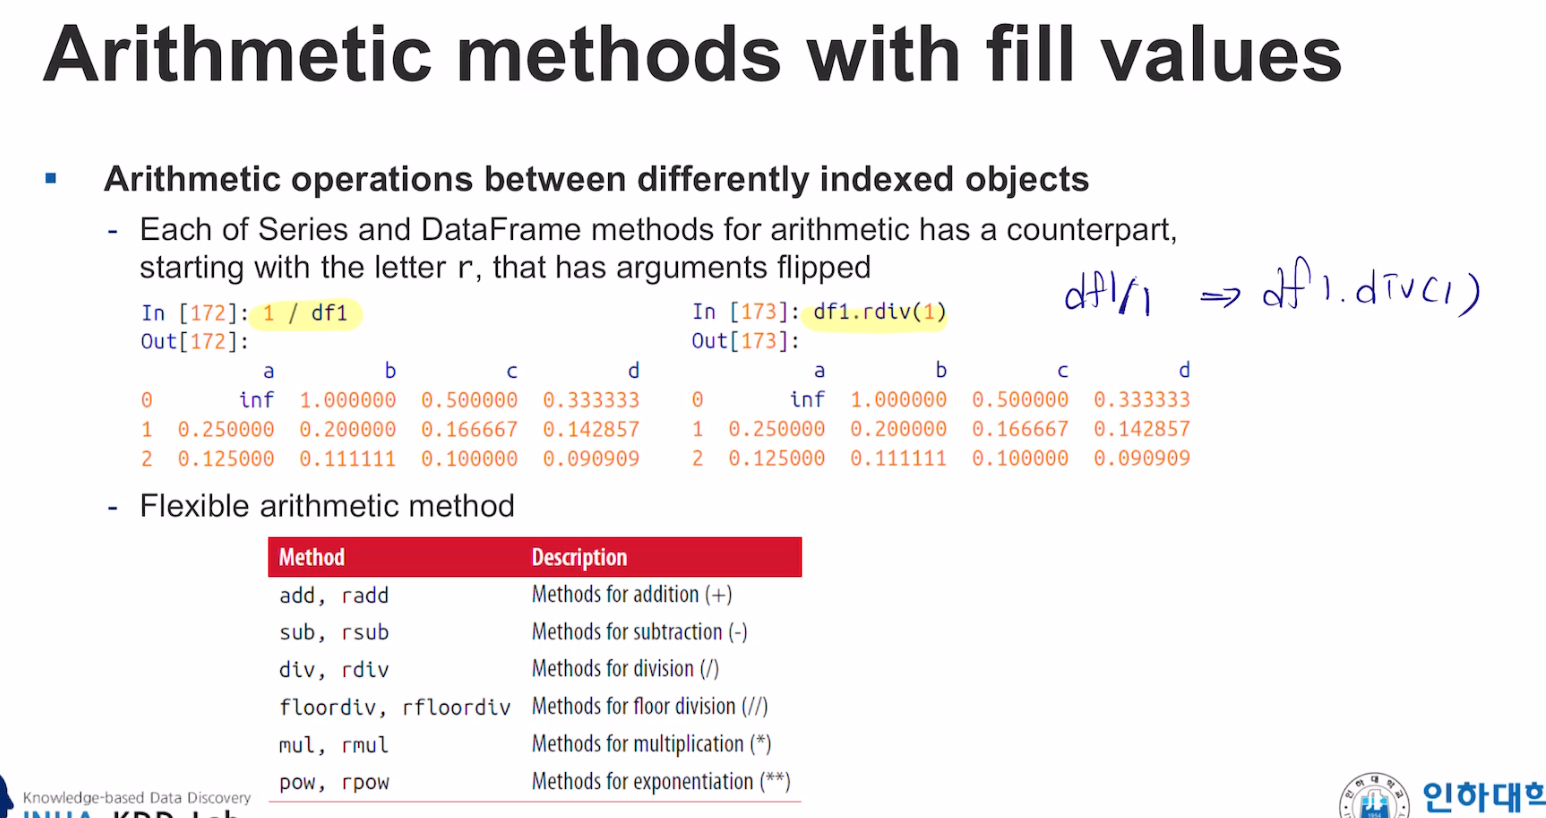 Arithmetic methods with fill values
▪ Arithmetic operations between differently indexed objects
- Each of Series and DataFrame methods for arithmetic has a counterpart,
starting with the letter r, that has arguments flipped
df1/1 ⇒ df1.div(1)
In [172]: 1 / df1
Out[172]:
a b c d
0 inf 1.000000 0.500000 0.333333
1 0.250000 0.200000 0.166667 0.142857
2 0.125000 0.111111 0.100000 0.090909
In [173]: df1.rdiv(1)
Out[173]:
a b c d
0 inf 1.000000 0.500000 0.333333
1 0.250000 0.200000 0.166667 0.142857
2 0.125000 0.111111 0.100000 0.090909
- Flexible arithmetic method
Method Description
add, radd Methods for addition (+)
sub, rsub Methods for subtraction (-)
div, rdiv Methods for division (/)
floordiv, rfloordiv Methods for floor division (//)
mul, rmul Methods for multiplication (*)
pow, rpow Methods for exponentiation (**)
Knowledge-based Data Discovery
INHA KDD Lab
인하대학
1954